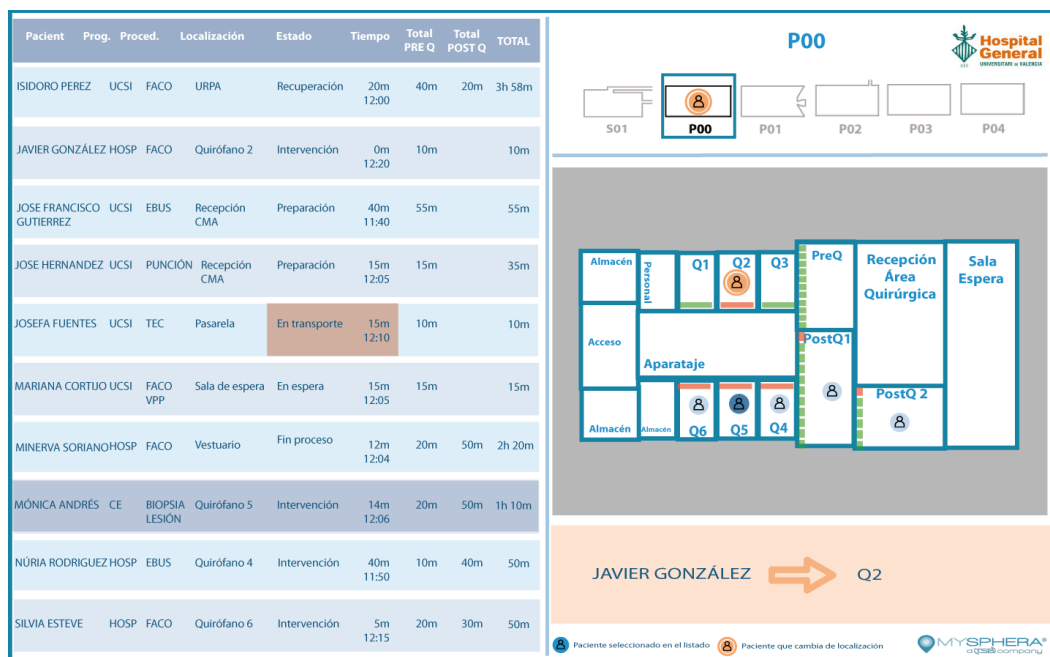 Pacient Prog. Proced. Localización Estado Tiempo Total PRE Q Total POST Q TOTAL
ISIDORO PEREZ UCSI FACO URPA Recuperación 20m 40m 20m 3h 58m
12:00
JAVIER GONZÁLEZ HOSP FACO Quirófano 2 Intervención 0m 10m 10m
12:20
JOSE FRANCISCO UCSI EBUS Recepción Preparación 40m 55m 55m
GUTIERREZ CMA 11:40
JOSE HERNANDEZ UCSI PUNCIÓN Recepción Preparación 15m 15m 35m
CMA 12:05
JOSEFA FUENTES UCSI TEC Pasarela En transporte 15m 10m 10m
12:10
MARIANA CORTIJO UCSI FACO Sala de espera En espera 15m 15m 15m
VPP 12:05
MINERVA SORIANO HOSP FACO Vestuario Fin proceso 12m 20m 50m 2h 20m
12:04
MÓNICA ANDRÉS CE BIOPSIA Quirófano 5 Intervención 14m 20m 50m 1h 10m
LESIÓN 12:06
NÚRIA RODRIGUEZ HOSP EBUS Quirófano 4 Intervención 40m 10m 40m 50m
11:50
SILVIA ESTEVE HOSP FACO Quirófano 6 Intervención 5m 20m 30m 50m
12:15
P00
Hospital
General
UNIVERSITARI DE VALENCIA
S01 P00 P01 P02 P03 P04
Almacén Personal Q1 Q2 Q3 PreQ Recepción Sala
Área Espera
Quirúrgica
Acceso
PostQ1
Aparataje
PostQ 2
Almacén Almacén Q6 Q5 Q4
JAVIER GONZÁLEZ Q2
Paciente seleccionado en el listado Paciente que cambia de localización
MYSPHERA®
a TSB company